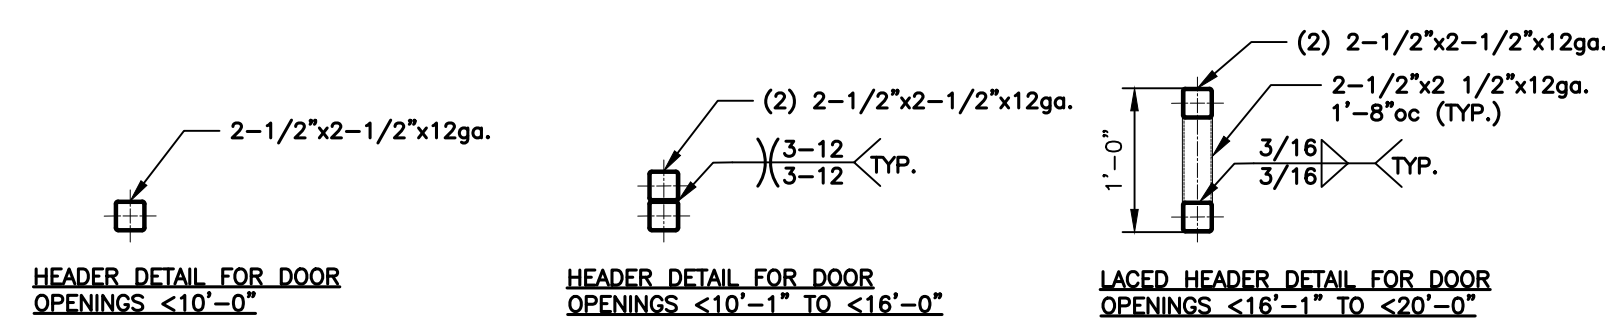 2-1/2"x2-1/2"x12ga.
HEADER DETAIL FOR DOOR
OPENINGS <10'-0"
(2) 2-1/2"x2-1/2"x12ga.
3-12
3-12
TYP.
HEADER DETAIL FOR DOOR
OPENINGS <10'-1" TO <16'-0"
(2) 2-1/2"x2-1/2"x12ga.
2-1/2"x2 1/2"x12ga.
1'-8"oc (TYP.)
1'-0"
3/16
3/16
TYP.
LACED HEADER DETAIL FOR DOOR
OPENINGS <16'-1" TO <20'-0"